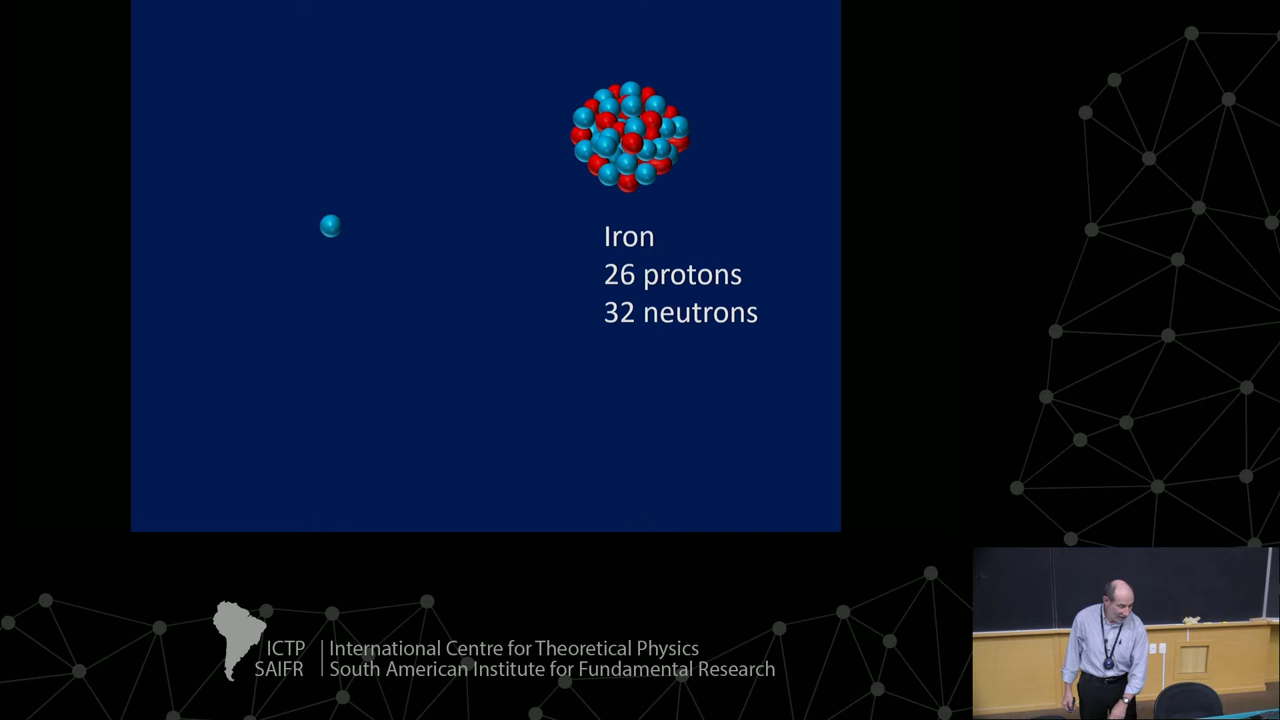 Iron
26 protons
32 neutrons
ICTP
SAIFR
International Centre for Theoretical Physics
South American Institute for Fundamental Research